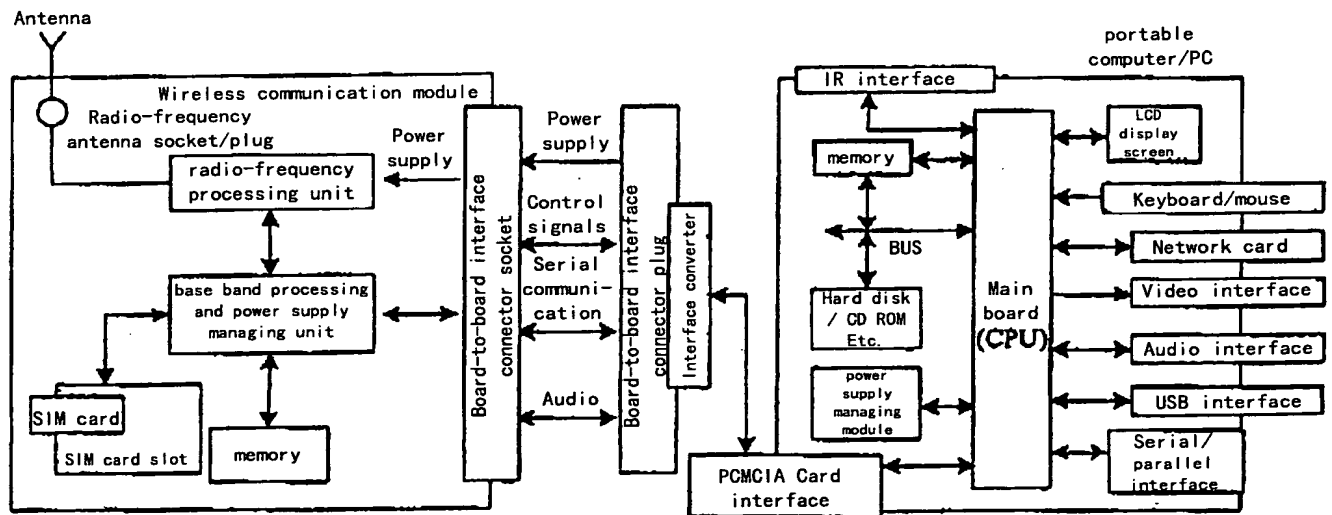 Antenna
Wireless communication module
Radio-frequency
antenna socket/plug
radio-frequency
processing unit
Power
supply
base band processing
and power supply
managing unit
SIM card
SIM card slot
memory
Board-to-board interface
connector socket
Power
supply
Control
signals
Serial
communi-
cation
Audio
Board-to-board interface
connector plug
Interface converter
portable
computer/PC
IR interface
memory
BUS
Hard disk
/ CD ROM
Etc.
power
supply
managing
module
PCMCIA Card
interface
Main
board
(CPU)
LCD
display
screen
Keyboard/mouse
Network card
Video interface
Audio interface
USB interface
Serial/
parallel
interface